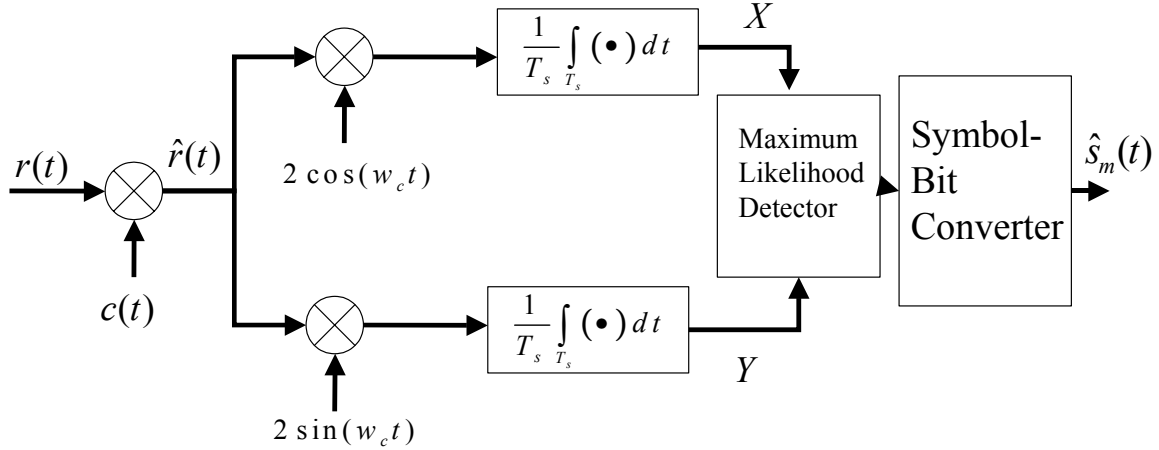 r(t)
c(t)
r̂(t)
2 cos(w_c t)
2 sin(w_c t)
1/T_s ∫_{T_s} (•) dt
1/T_s ∫_{T_s} (•) dt
X
Y
Maximum
Likelihood
Detector
Symbol-
Bit
Converter
ŝ_m(t)